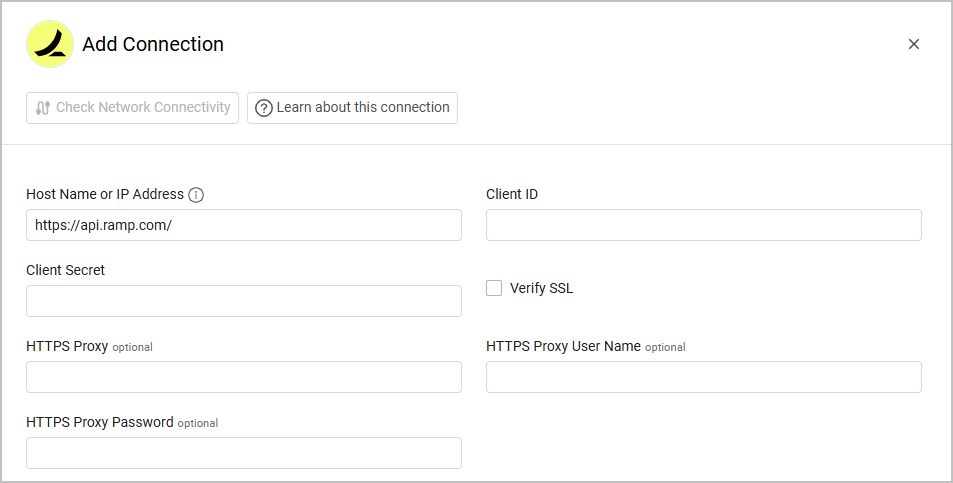 Add Connection
Check Network Connectivity
Learn about this connection
Host Name or IP Address
Client ID
https://api.ramp.com/
Client Secret
Verify SSL
HTTPS Proxy optional
HTTPS Proxy User Name optional
HTTPS Proxy Password optional